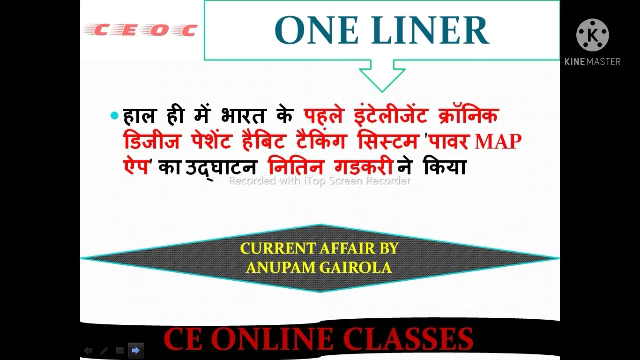 CEOC
ONE LINER
KINEMASTER
हाल ही में भारत के पहले इंटेलीजेंट क्रॉनिक
डिजीज पेशेंट हैबिट टैकिंग सिस्टम 'पावर MAP
ऐप' का उद्घाटन नितिन गडकरी ने किया
Recorded with iTop Screen Recorder
CURRENT AFFAIR BY
ANUPAM GAIROLA
CE ONLINE CLASSES